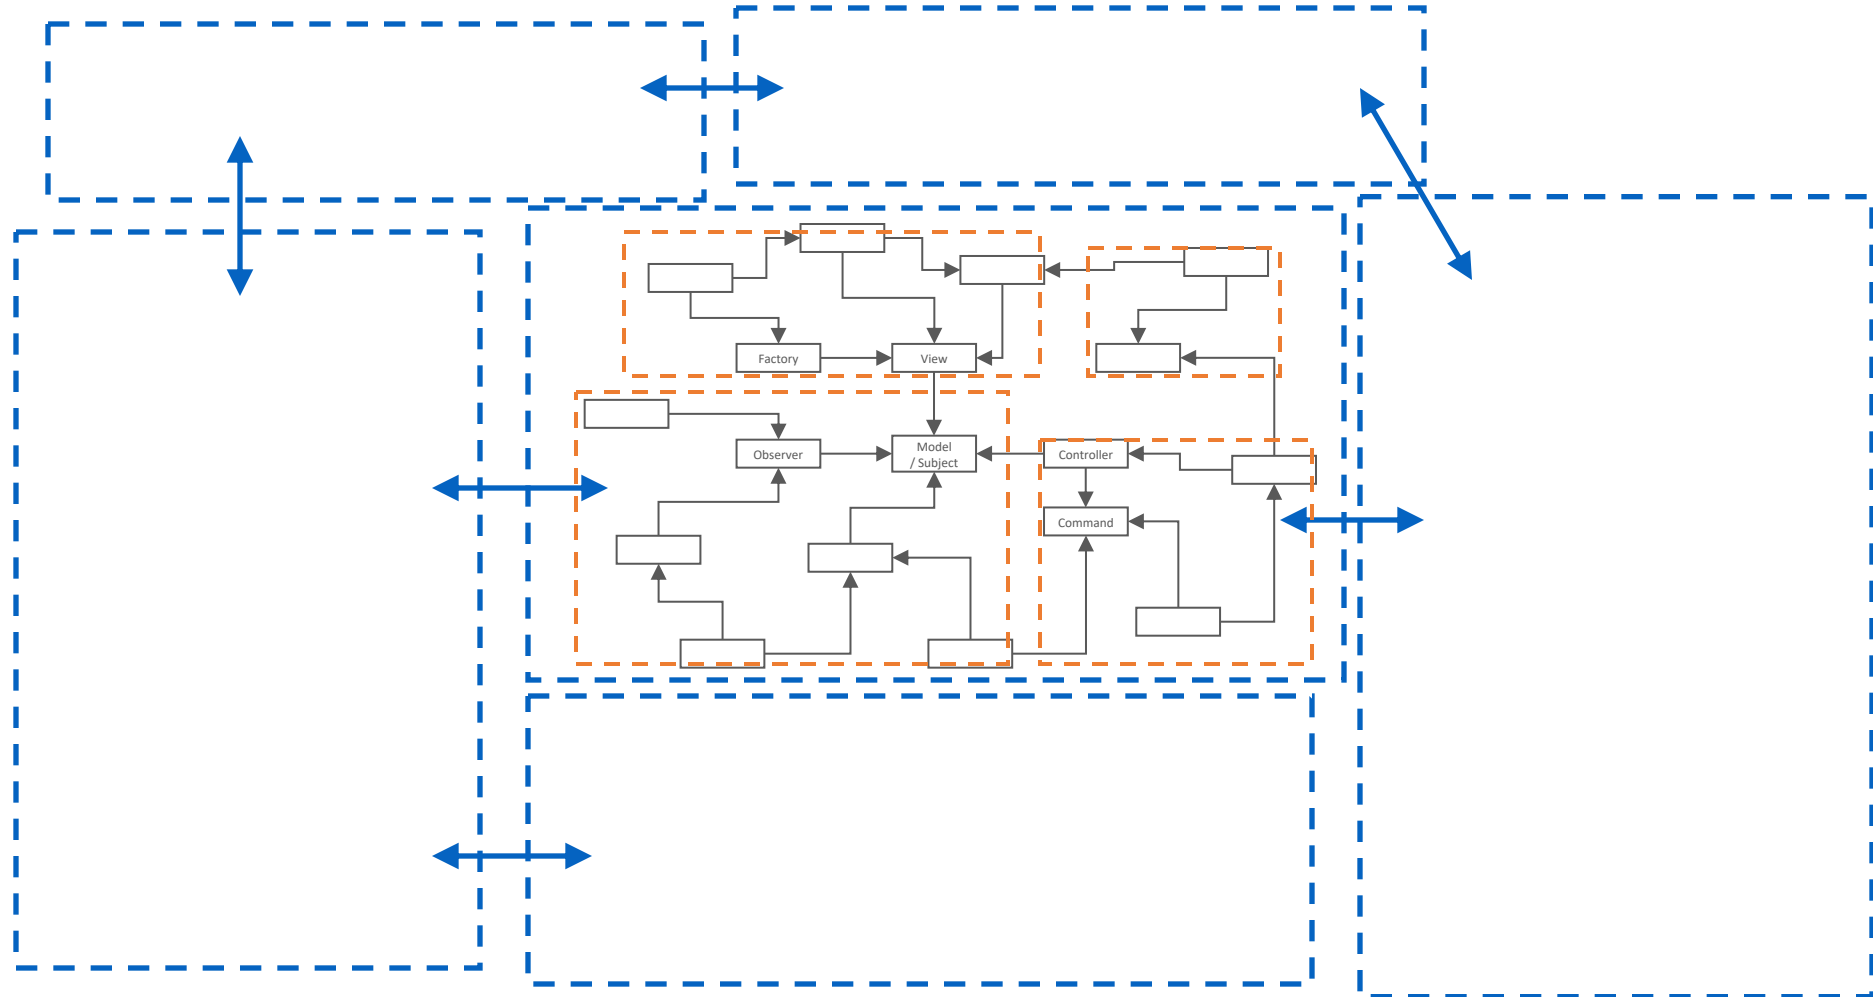 Factory
View
Observer
Model
/ Subject
Controller
Command